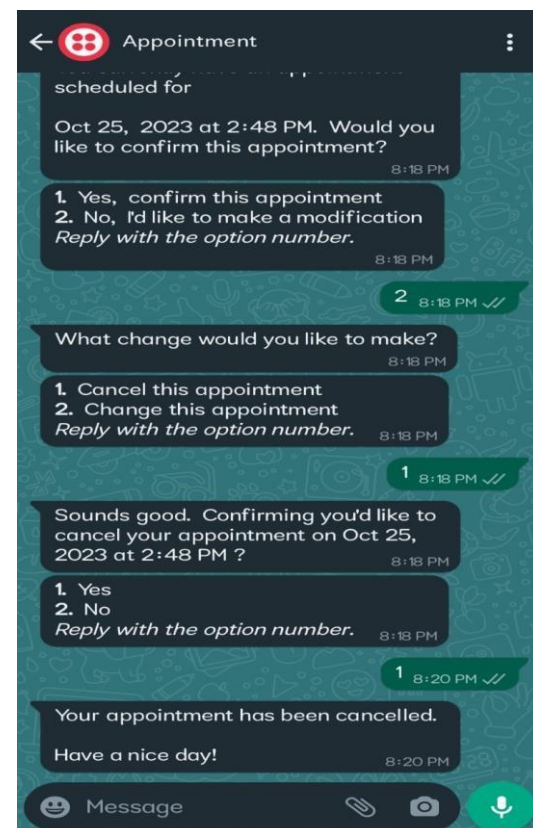 Appointment
scheduled for
Oct 25, 2023 at 2:48 PM. Would you
like to confirm this appointment?
8:18 PM
1. Yes, confirm this appointment
2. No, I'd like to make a modification
Reply with the option number.
8:18 PM
2 8:18 PM
What change would you like to make?
8:18 PM
1. Cancel this appointment
2. Change this appointment
Reply with the option number. 8:18 PM
1 8:18 PM
Sounds good. Confirming you'd like to
cancel your appointment on Oct 25,
2023 at 2:48 PM ?
8:18 PM
1. Yes
2. No
Reply with the option number. 8:18 PM
1 8:20 PM
Your appointment has been cancelled.
Have a nice day!
8:20 PM
Message